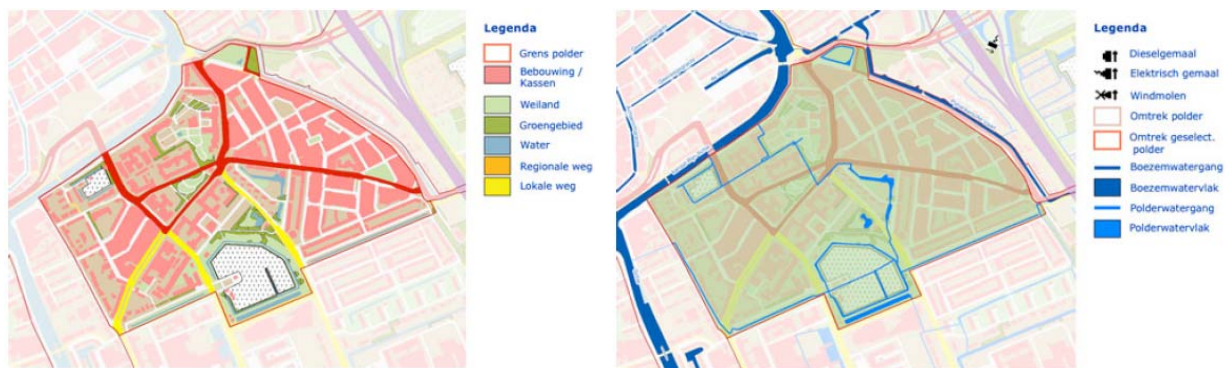 Legenda
Grens polder
Bebouwing /
Kassen
Weiland
Groengebied
Water
Regionale weg
Lokale weg
Legenda
Dieselgemaal
Elektrisch gemaal
Windmolen
Omtrek polder
Omtrek geselect.
polder
Boezemwatergang
Boezemwatervlak
Polderwatergang
Polderwatervlak